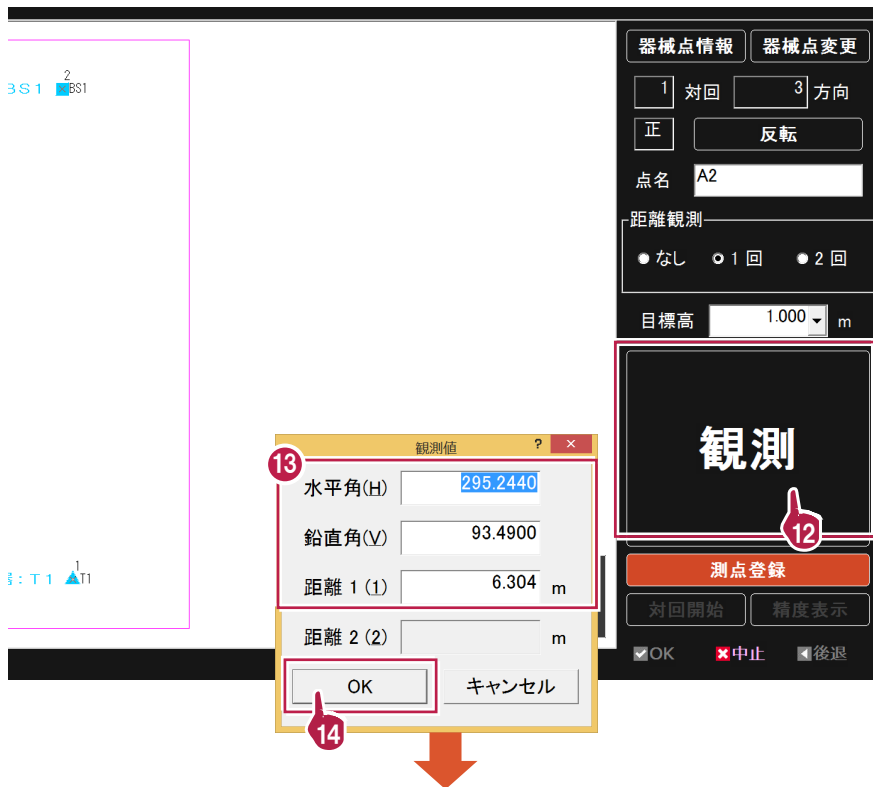 器械点情報 器械点変更
2
BS1 BS1
1 対回 3 方向
正 反転
点名 A2
距離観測
なし 1 回 2 回
目標高 1.000 m
観測
12
観測値 ? ×
13
水平角(H) 295.2440
鉛直角(V) 93.4900
距離 1 (1) 6.304 m
距離 2 (2) m
OK キャンセル
14
1
:T1 T1
測点登録
対回開始 精度表示
OK 中止 後退